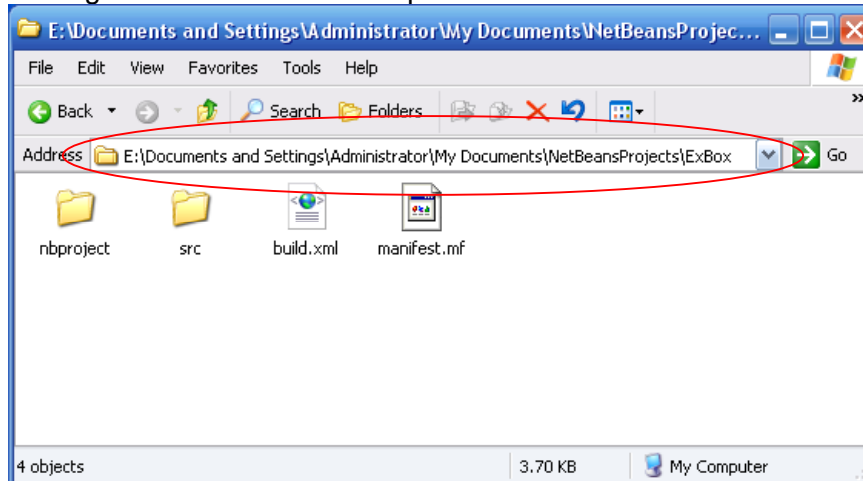 E:\Documents and Settings\Administrator\My Documents\NetBeansProjec...
File Edit View Favorites Tools Help
Back Search Folders »
Address E:\Documents and Settings\Administrator\My Documents\NetBeansProjects\ExBox Go
nbproject src build.xml manifest.mf
4 objects 3.70 KB My Computer